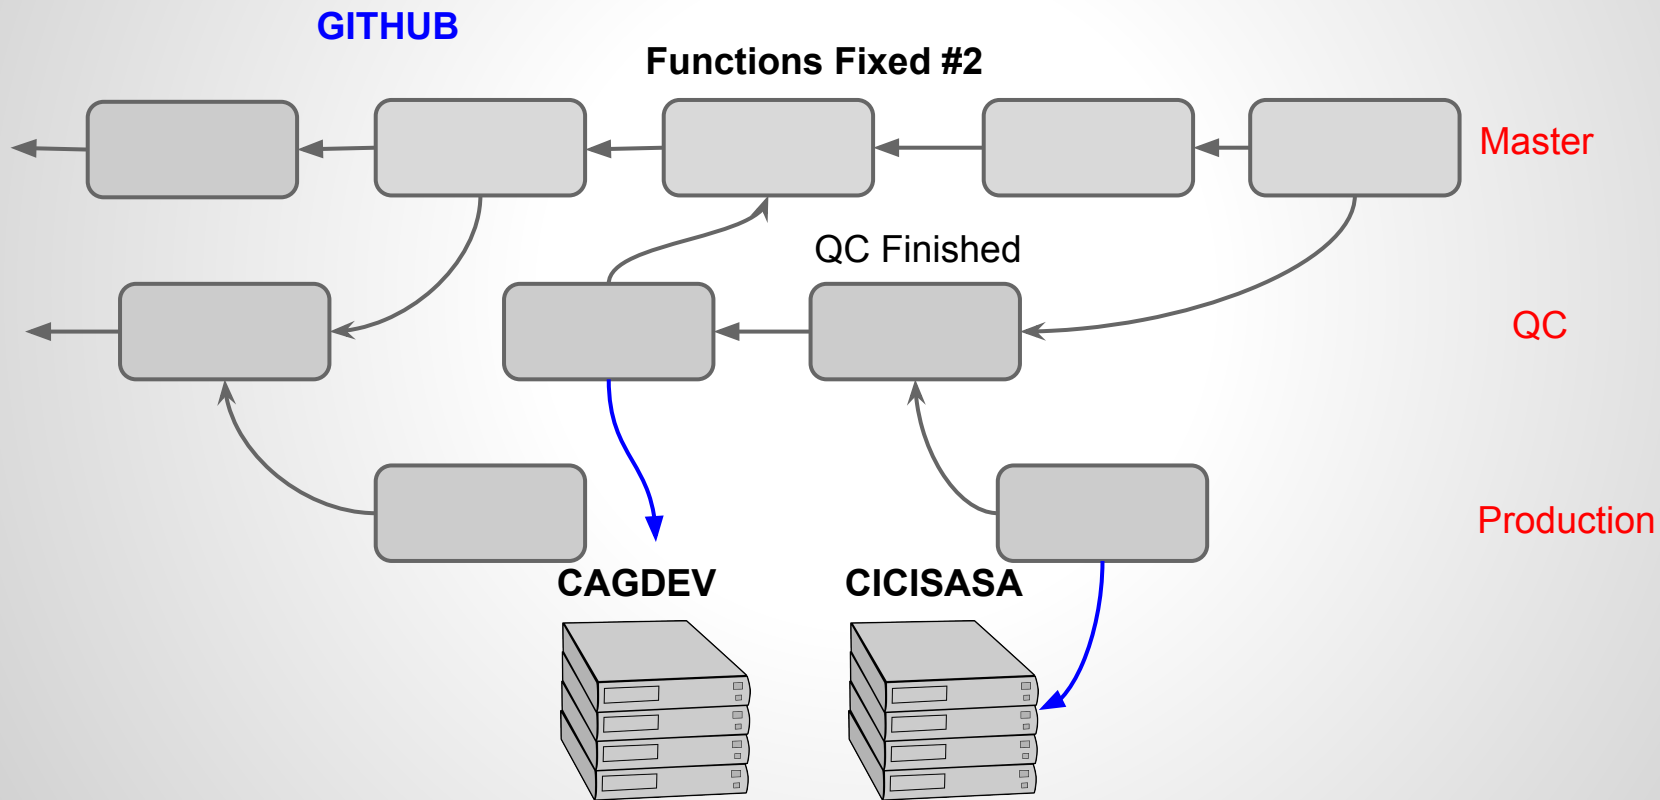 GITHUB
Functions Fixed #2
Master
QC Finished
QC
Production
CAGDEV
CICISASA